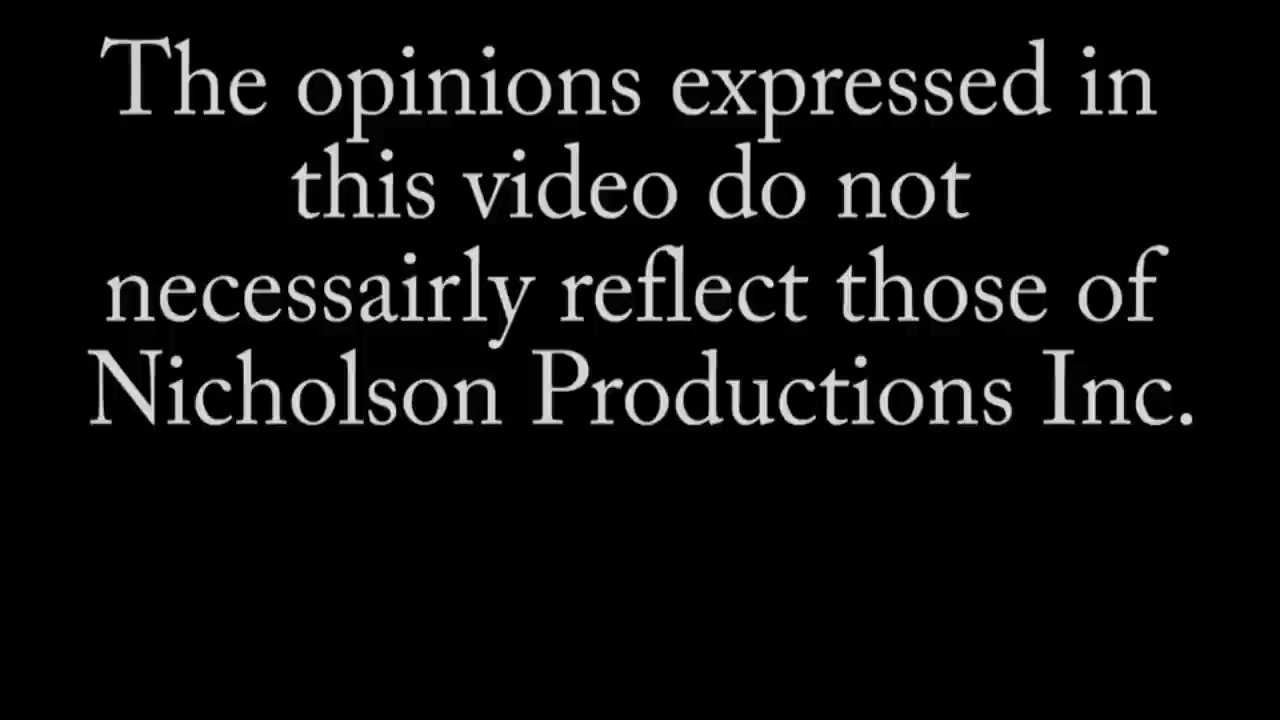 The opinions expressed in
this video do not
necessairly reflect those of
Nicholson Productions Inc.